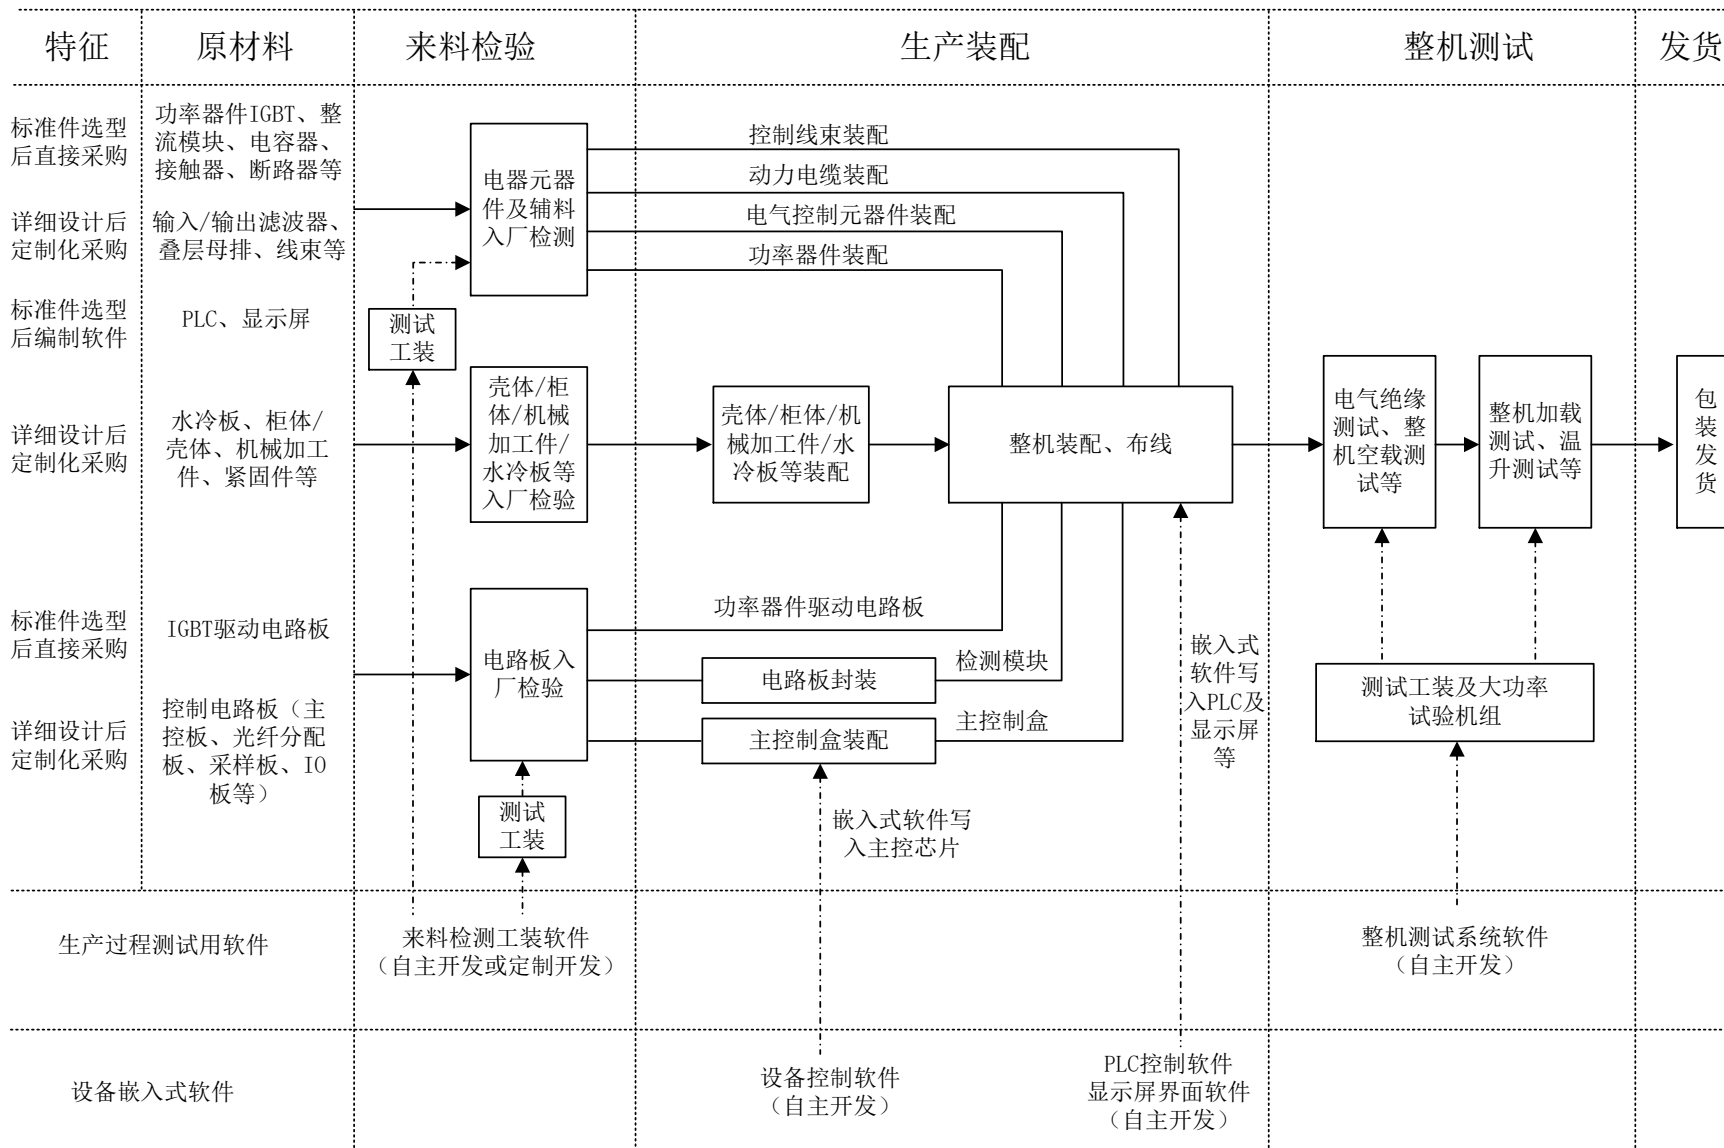 特征
原材料
来料检验
生产装配
整机测试
发货
标准件选型
后直接采购
功率器件IGBT、整
流模块、电容器、
接触器、断路器等
详细设计后
定制化采购
输入/输出滤波器、
叠层母排、线束等
标准件选型
后编制软件
PLC、显示屏
详细设计后
定制化采购
水冷板、柜体/
壳体、机械加工
件、紧固件等
标准件选型
后直接采购
IGBT驱动电路板
详细设计后
定制化采购
控制电路板（主
控板、光纤分配
板、采样板、IO
板等）
电器元器
件及辅料
入厂检测
测试
工装
壳体/柜
体/机械
加工件/
水冷板等
入厂检验
电路板入
厂检验
测试
工装
控制线束装配
动力电缆装配
电气控制元器件装配
功率器件装配
壳体/柜体/机
械加工件/水
冷板等装配
整机装配、布线
功率器件驱动电路板
电路板封装
检测模块
主控制盒装配
主控制盒
嵌入式软件写
入主控芯片
嵌入式
软件写
入PLC及
显示屏
等
电气绝缘
测试、整
机空载测
试等
整机加载
测试、温
升测试等
测试工装及大功率
试验机组
包
装
发
货
生产过程测试用软件
来料检测工装软件
（自主开发或定制开发）
整机测试系统软件
（自主开发）
设备嵌入式软件
设备控制软件
（自主开发）
PLC控制软件
显示屏界面软件
（自主开发）